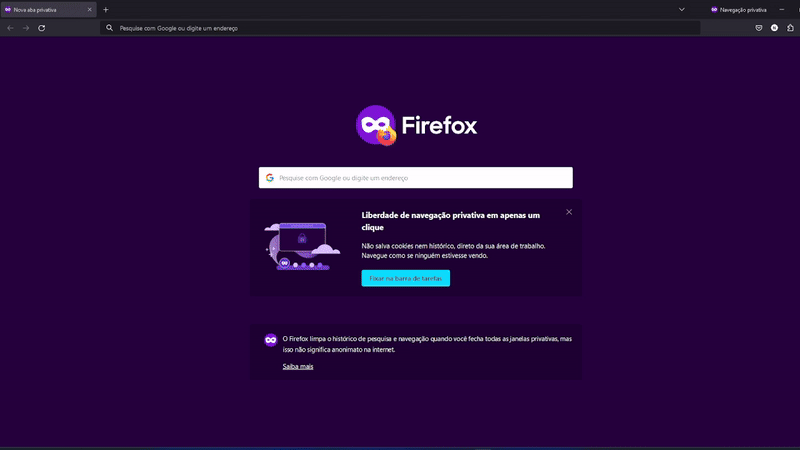 Nova aba privativa
Navegação privativa
Pesquise com Google ou digite um endereço
Firefox
Pesquise com Google ou digite um endereço
Liberdade de navegação privativa em apenas um
clique
Não salva cookies nem histórico, direto da sua área de trabalho.
Navegue como se ninguém estivesse vendo.
Fixar na barra de tarefas
O Firefox limpa o histórico de pesquisa e navegação quando você fecha todas as janelas privativas, mas
isso não significa anonimato na internet.
Saiba mais